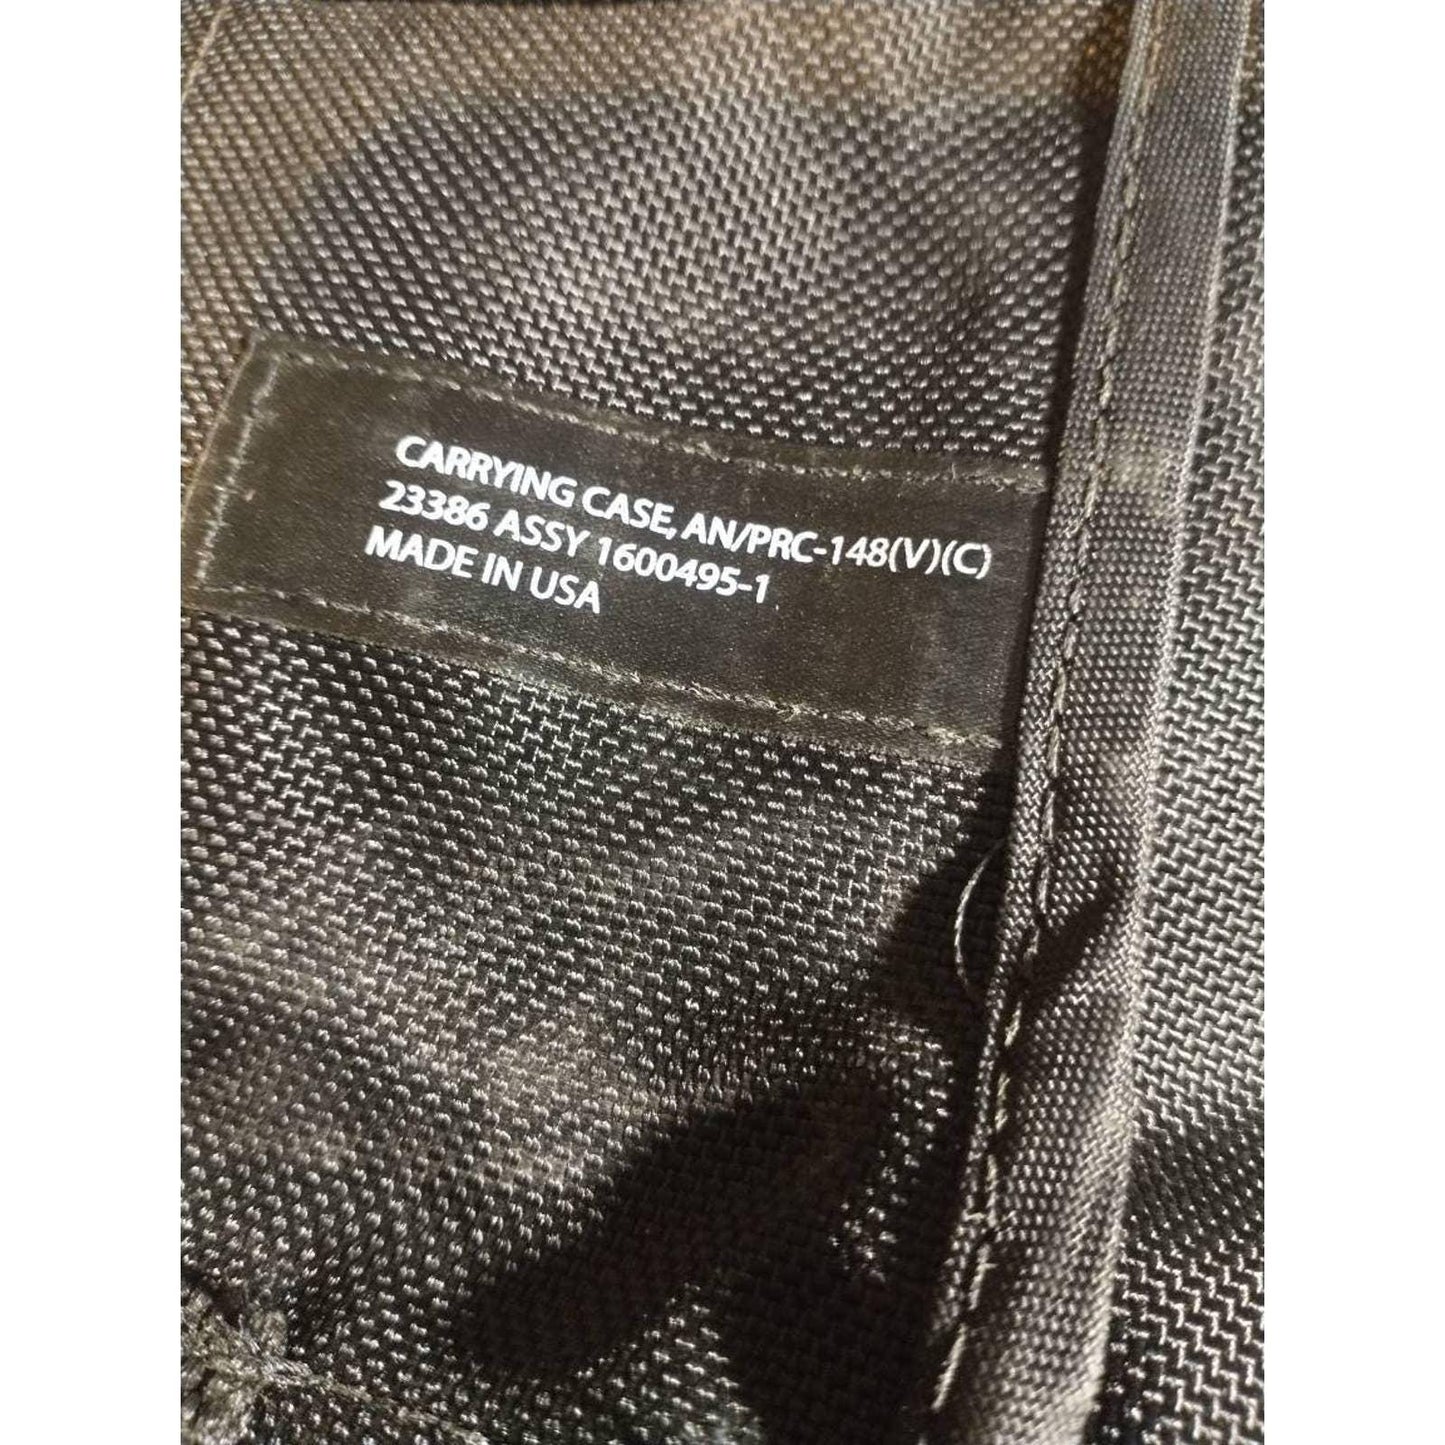 CARRYING CASE, AN/PRC-148(V)(C)
23386 ASSY 1600495-1
MADE IN USA